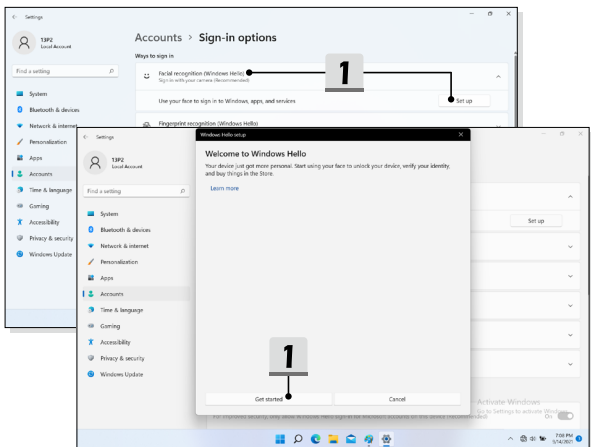 Settings
13P2
Local Account
Find a setting
System
Bluetooth & devices
Network & internet
Personalization
Apps
Accounts
Time & language
Gaming
Accessibility
Privacy & security
Windows Update
Accounts > Sign-in options
Ways to sign in
Facial recognition (Windows Hello)
Sign in with your camera (Recommended)
1
Use your face to sign in to Windows, apps, and services
Set up
Fingerprint recognition (Windows Hello)
Settings
13P2
Local Account
Find a setting
System
Bluetooth & devices
Network & internet
Personalization
Apps
Accounts
Time & language
Gaming
Accessibility
Privacy & security
Windows Update
Windows Hello setup
Welcome to Windows Hello
Your device just got more personal. Start using your face to unlock your device, verify your identity,
and buy things in the Store.
Learn more
1
Get started
Cancel
Set up
Activate Windows
Go to Settings to activate Windows.
On
7:08 PM
5/14/2021